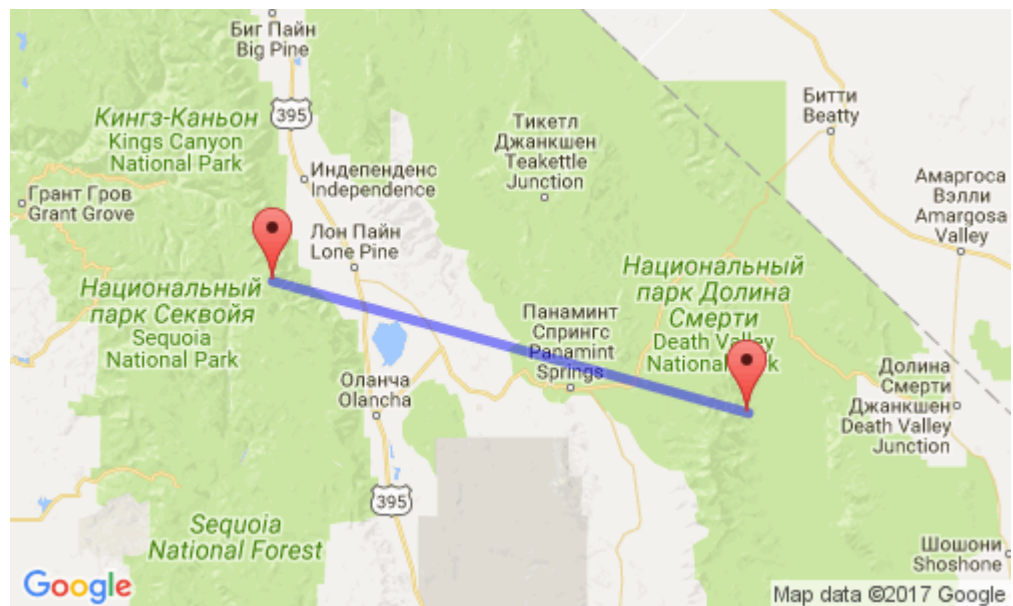 Биг Пайн
Big Pine
395
Кингз-Каньон
Kings Canyon
National Park
Тикетл
Джанкшен
Teakettle
Junction
Битти
Beatty
Индепенденс
Independence
Грант Гров
Grant Grove
Амаргоса
Вэлли
Amargosa
Valley
Лон Пайн
Lone Pine
Национальный
парк Секвойя
Sequoia
National Park
Национальный
парк Долина
Смерти
Death Valley
National Park
Панаминт
Спрингс
Panamint
Springs
Оланча
Olancha
Долина
Смерти
Джанкшен
Death Valley
Junction
395
Sequoia
National Forest
Шошони
Shoshone
Google
Map data ©2017 Google